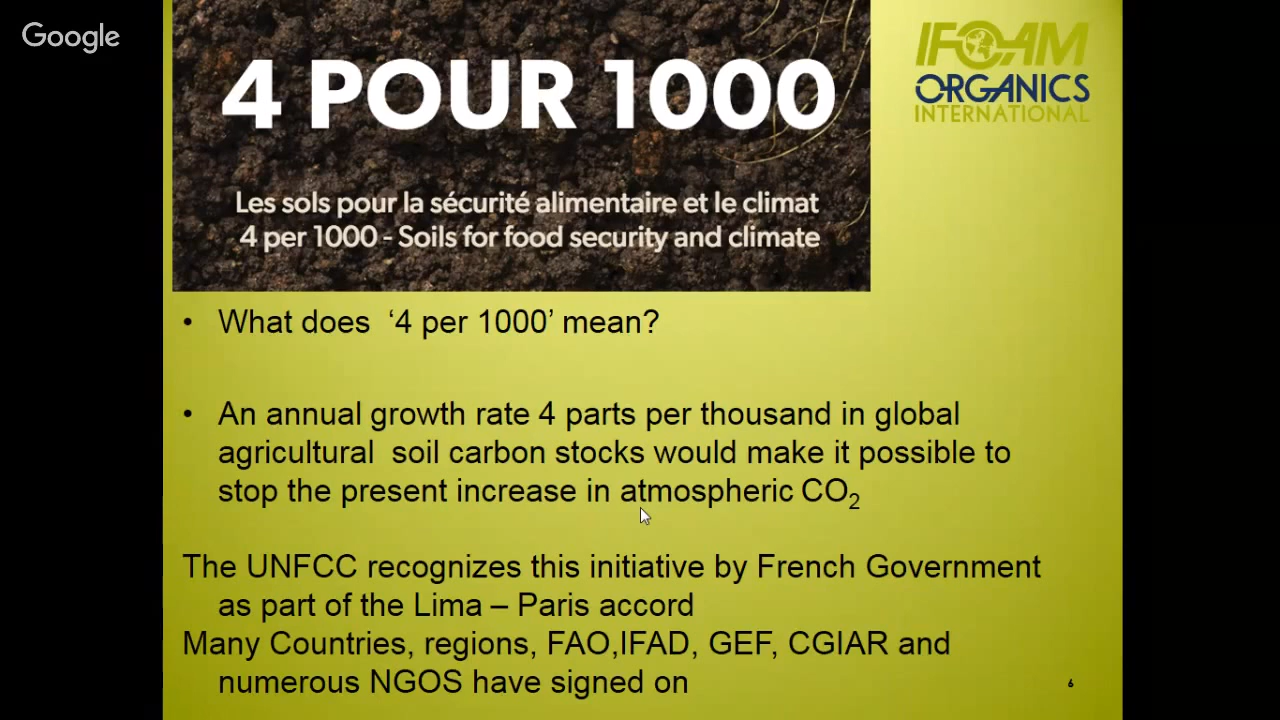 Google
4 POUR 1000
Les sols pour la sécurité alimentaire et le climat
4 per 1000 - Soils for food security and climate
IFOAM
ORGANICS
INTERNATIONAL
• What does ‘4 per 1000’ mean?
• An annual growth rate 4 parts per thousand in global
agricultural soil carbon stocks would make it possible to
stop the present increase in atmospheric CO₂
The UNFCC recognizes this initiative by French Government
as part of the Lima – Paris accord
Many Countries, regions, FAO,IFAD, GEF, CGIAR and
numerous NGOS have signed on
6